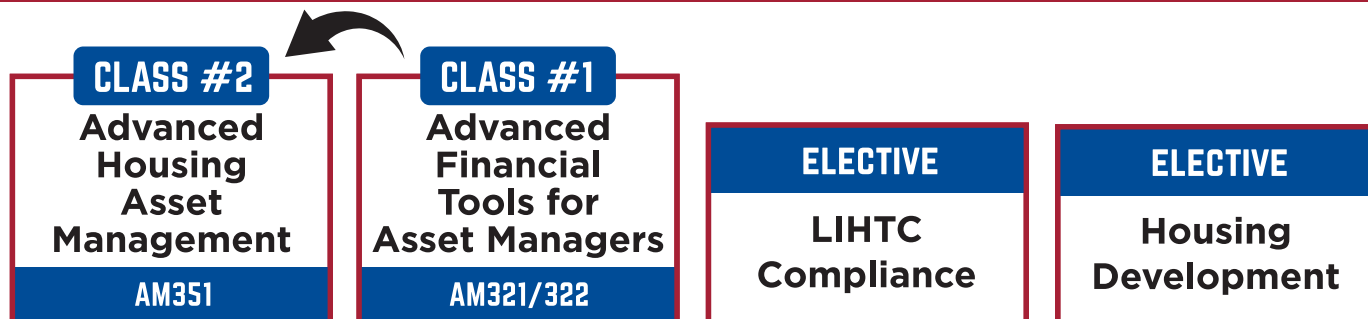 CLASS #2
Advanced
Housing
Asset
Management
AM351
CLASS #1
Advanced
Financial
Tools for
Asset Managers
AM321/322
ELECTIVE
LIHTC
Compliance
ELECTIVE
Housing
Development